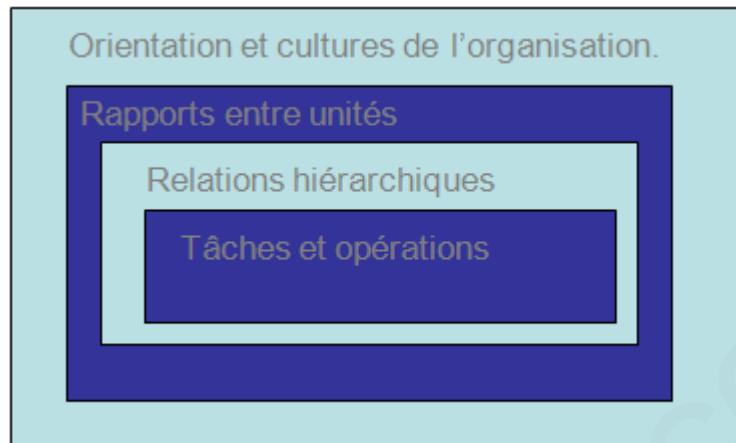 Orientation et cultures de l'organisation.
Rapports entre unités
Relations hiérarchiques
Tâches et opérations